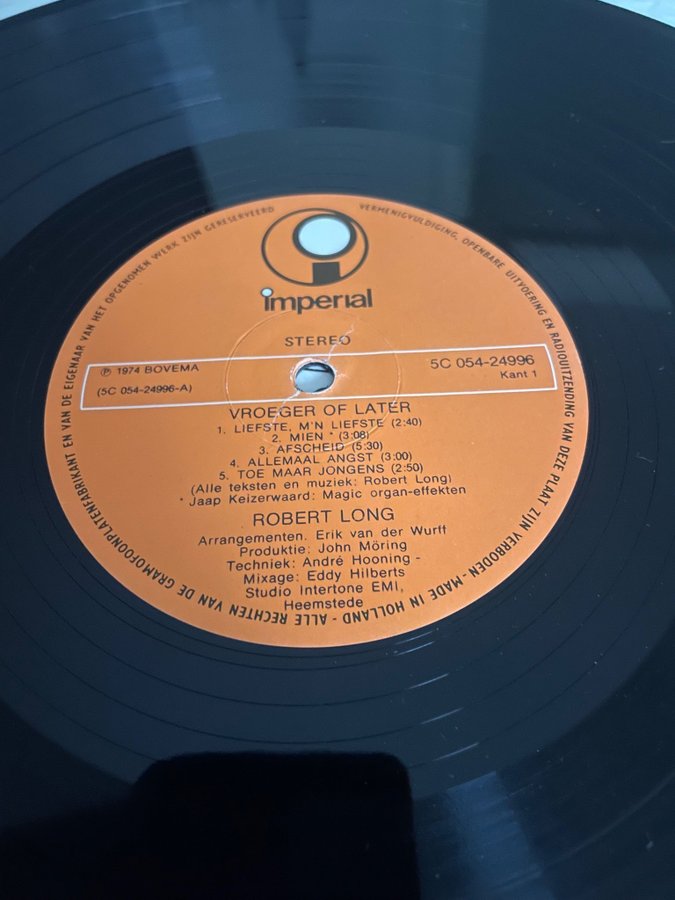 imperial
STEREO
℗ 1974 BOVEMA
(5C 054-24996-A)
5C 054-24996
Kant 1
VROEGER OF LATER
1. LIEFSTE, M'N LIEFSTE (2:40)
2. MIEN * (3:08)
3. AFSCHEID (5:30)
4. ALLEMAAL ANGST (3:00)
5. TOE MAAR JONGENS (2:50)
(Alle teksten en muziek: Robert Long)
* Jaap Keizerwaard: Magic organ-effekten
ROBERT LONG
Arrangementen. Erik van der Wurff
Produktie: John Möring
Techniek: André Hooning -
Mixage: Eddy Hilberts
Studio Intertone EMI,
Heemstede
ALLE RECHTEN VAN DE GRAMOFOONPLATENFABRIKANT EN VAN DE EIGENAAR VAN HET OPGENOMEN WERK ZIJN GERESERVEERD
VERMENIGVULDIGING, OPENBARE UITVOERING EN RADIOUITZENDING VAN DEZE PLAAT ZIJN VERBODEN - MADE IN HOLLAND -